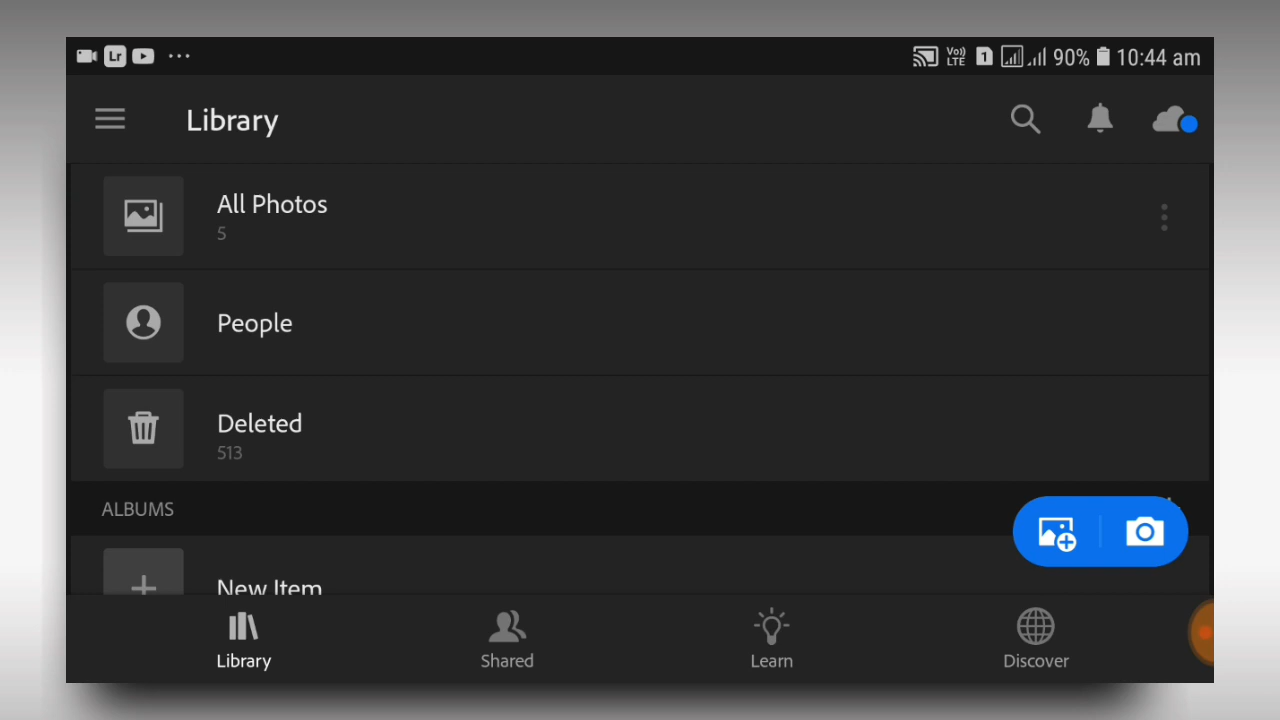 Lr
Vo))
LTE
1
90%
10:44 am
Library
All Photos
5
People
Deleted
513
ALBUMS
New Item
Library
Shared
Learn
Discover